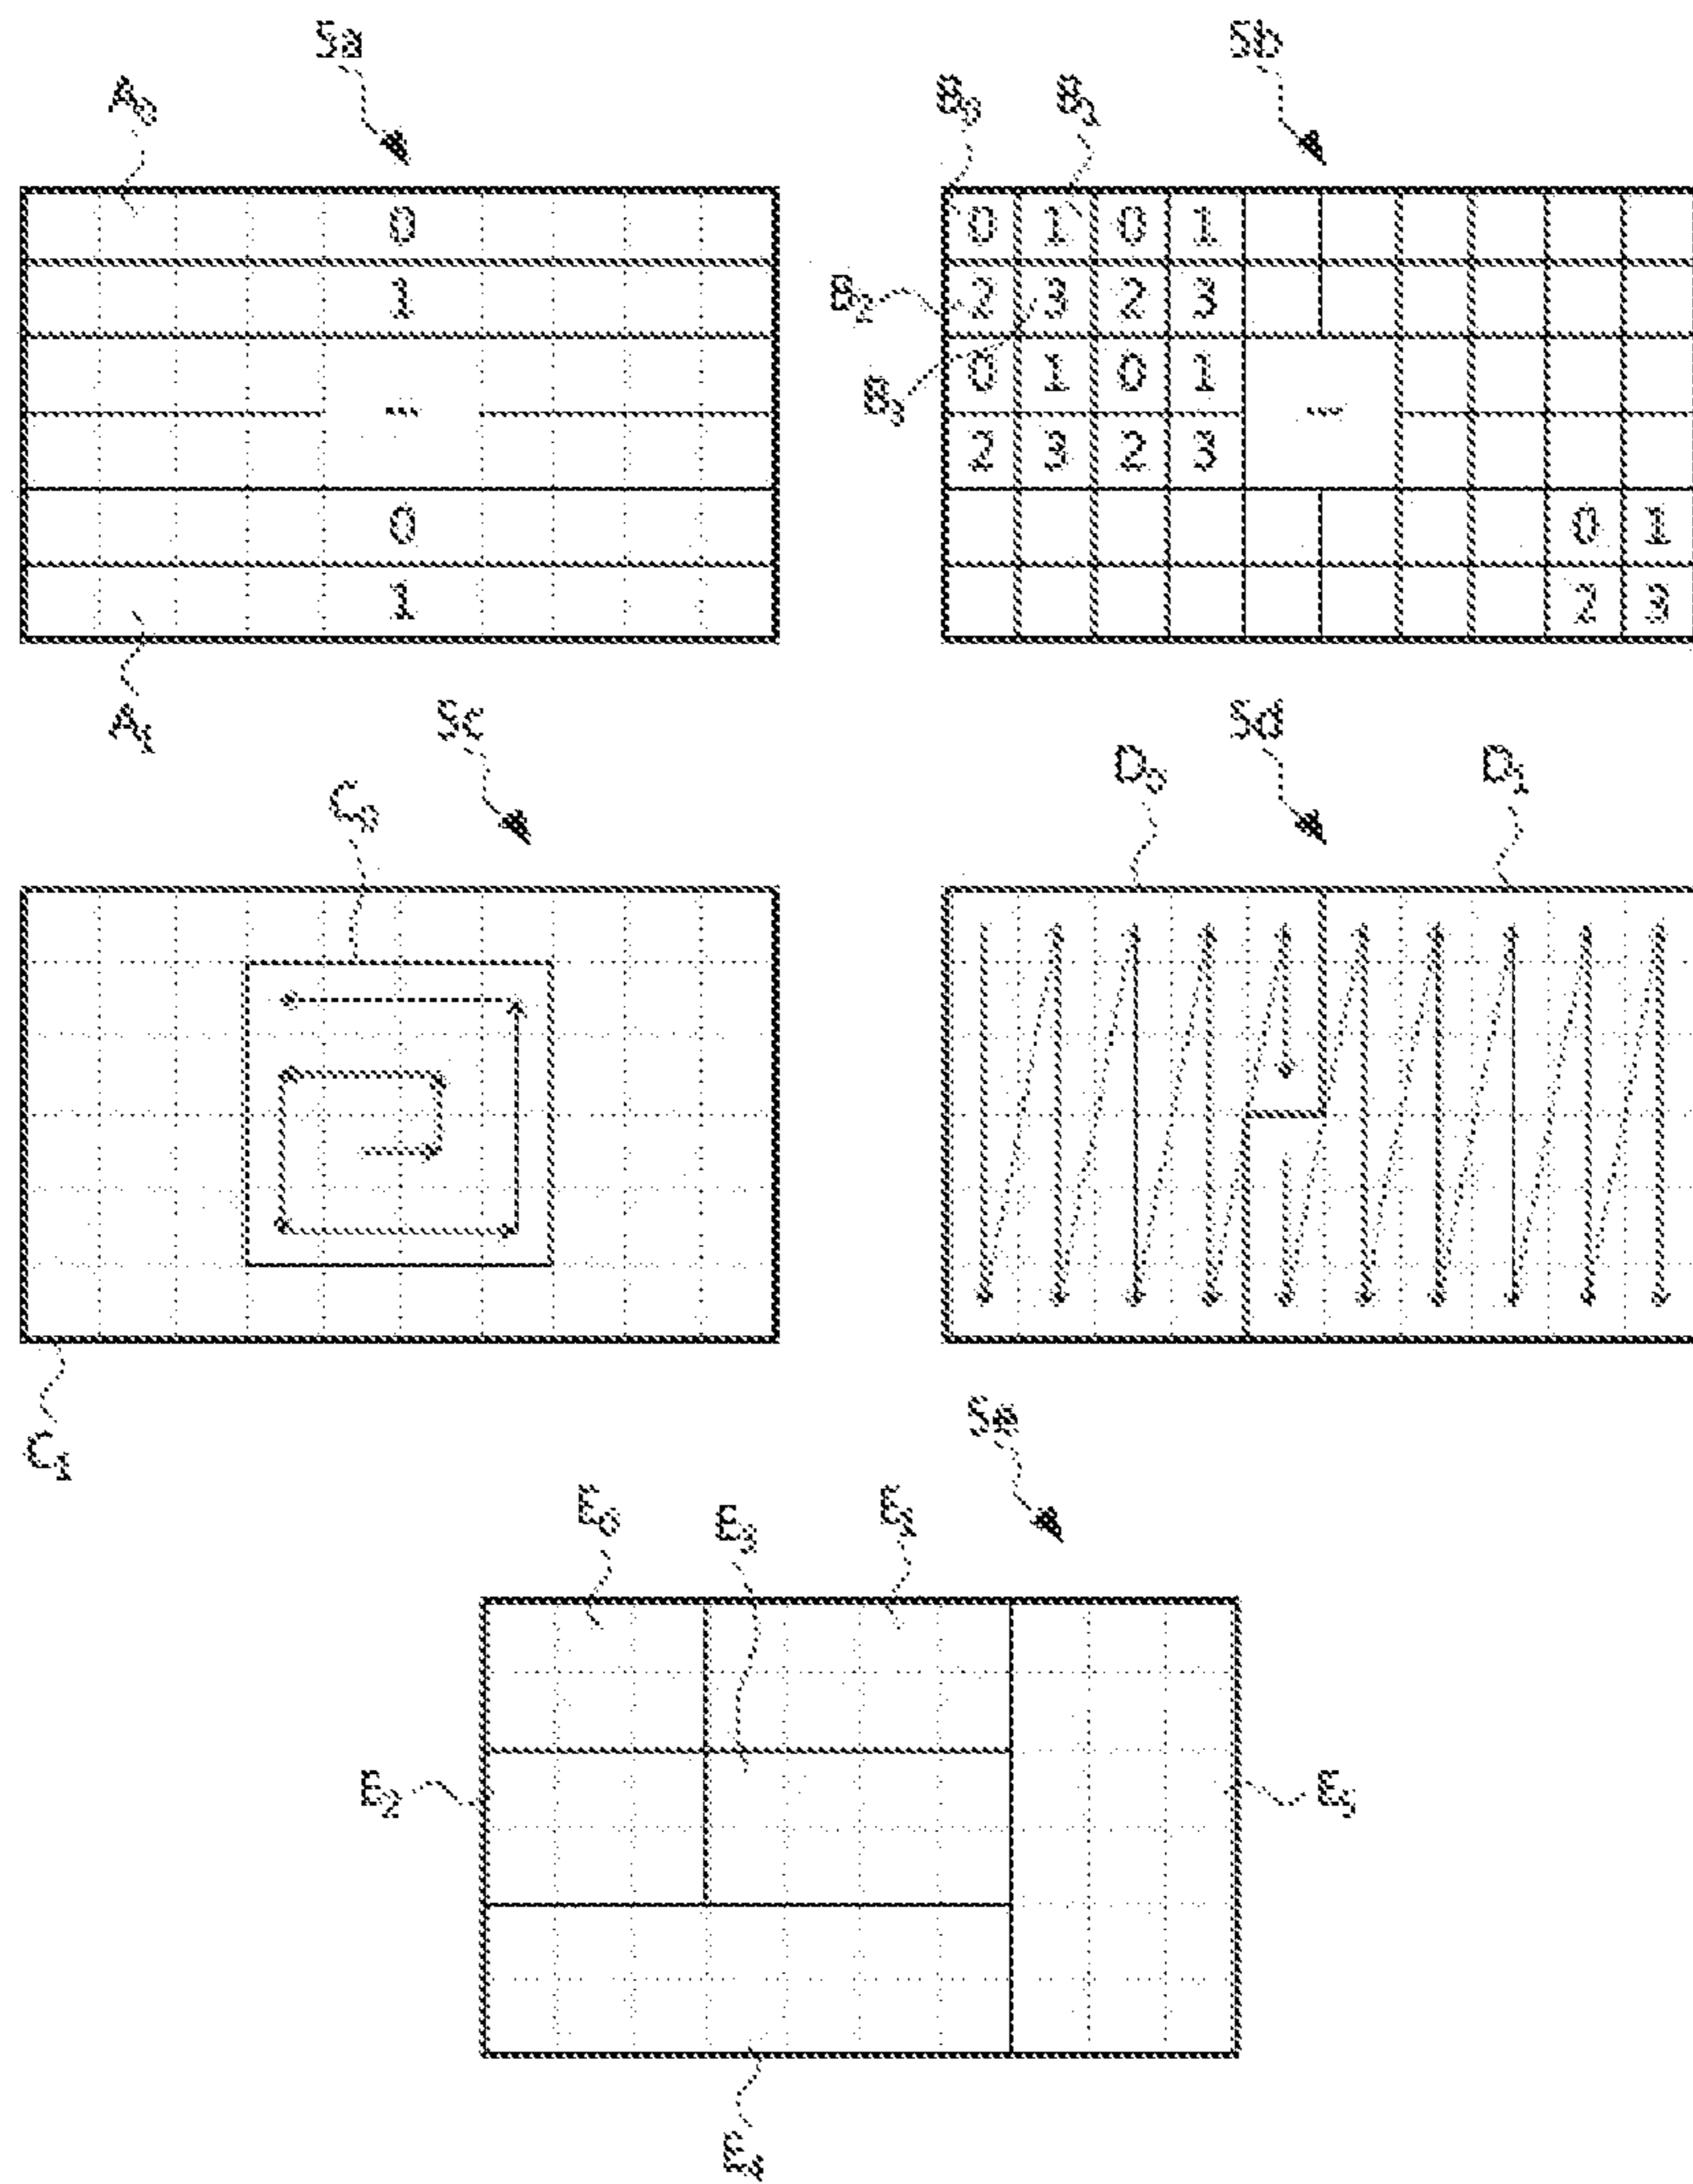 5a
5b
A₀
B₀ B₁
0
1
...
0
1
0 1 0 1
B₂ 2 3 2 3
0 1 0 1
B₃
...
2 3 2 3
0 1
2 3
A₁
5c
5d
C₀
D₀ D₁
C₁
5e
E₀ E₃ E₁
E₂ E₅
E₄